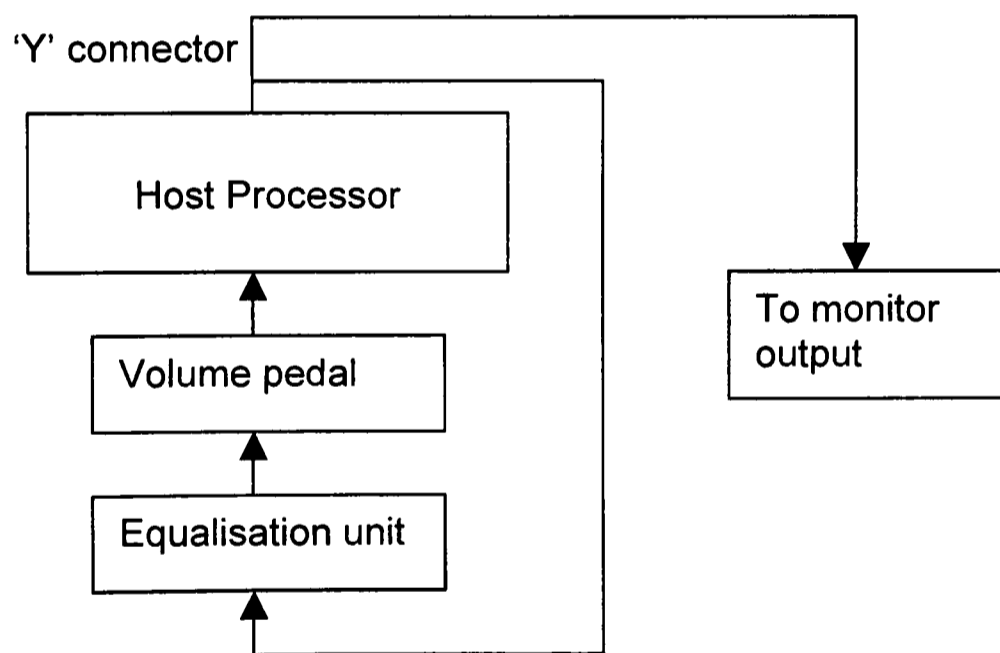 ‘Y’ connector
Host Processor
Volume pedal
Equalisation unit
To monitor
output